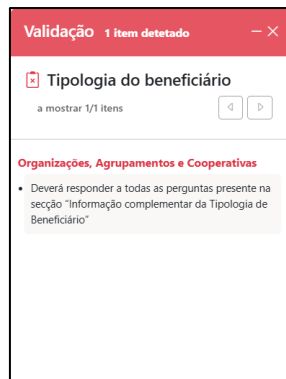 Validação 1 item detetado
Tipologia do beneficiário
a mostrar 1/1 itens
Organizações, Agrupamentos e Cooperativas
• Deverá responder a todas as perguntas presente na
secção "Informação complementar da Tipologia de
Beneficiário"